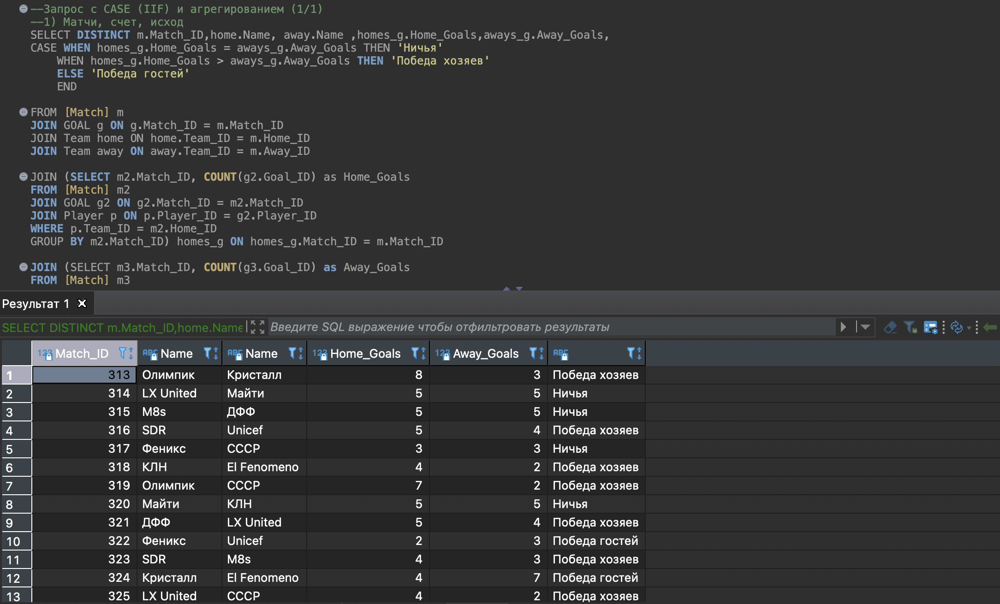 --Запрос с CASE (IIF) и агрегированием (1/1)
--1) Матчи, счет, исход
SELECT DISTINCT m.Match_ID,home.Name, away.Name ,homes_g.Home_Goals,aways_g.Away_Goals,
CASE WHEN homes_g.Home_Goals = aways_g.Away_Goals THEN 'Ничья'
WHEN homes_g.Home_Goals > aways_g.Away_Goals THEN 'Победа хозяев'
ELSE 'Победа гостей'
END
FROM [Match] m
JOIN GOAL g ON g.Match_ID = m.Match_ID
JOIN Team home ON home.Team_ID = m.Home_ID
JOIN Team away ON away.Team_ID = m.Away_ID
JOIN (SELECT m2.Match_ID, COUNT(g2.Goal_ID) as Home_Goals
FROM [Match] m2
JOIN GOAL g2 ON g2.Match_ID = m2.Match_ID
JOIN Player p ON p.Player_ID = g2.Player_ID
WHERE p.Team_ID = m2.Home_ID
GROUP BY m2.Match_ID) homes_g ON homes_g.Match_ID = m.Match_ID
JOIN (SELECT m3.Match_ID, COUNT(g3.Goal_ID) as Away_Goals
FROM [Match] m3
Результат 1
SELECT DISTINCT m.Match_ID,home.Name Введите SQL выражение чтобы отфильтровать результаты
123 Match_ID ABC Name ABC Name 123 Home_Goals 123 Away_Goals ABC
1 313 Олимпик Кристалл 8 3 Победа хозяев
2 314 LX United Майти 5 5 Ничья
3 315 M8s ДФФ 5 5 Ничья
4 316 SDR Unicef 5 4 Победа хозяев
5 317 Феникс СССР 3 3 Ничья
6 318 КЛН El Fenomeno 4 2 Победа хозяев
7 319 Олимпик СССР 7 2 Победа хозяев
8 320 Майти КЛН 5 5 Ничья
9 321 ДФФ LX United 5 4 Победа хозяев
10 322 Феникс Unicef 2 3 Победа гостей
11 323 SDR M8s 4 3 Победа хозяев
12 324 Кристалл El Fenomeno 4 7 Победа гостей
13 325 LX United СССР 4 2 Победа хозяев